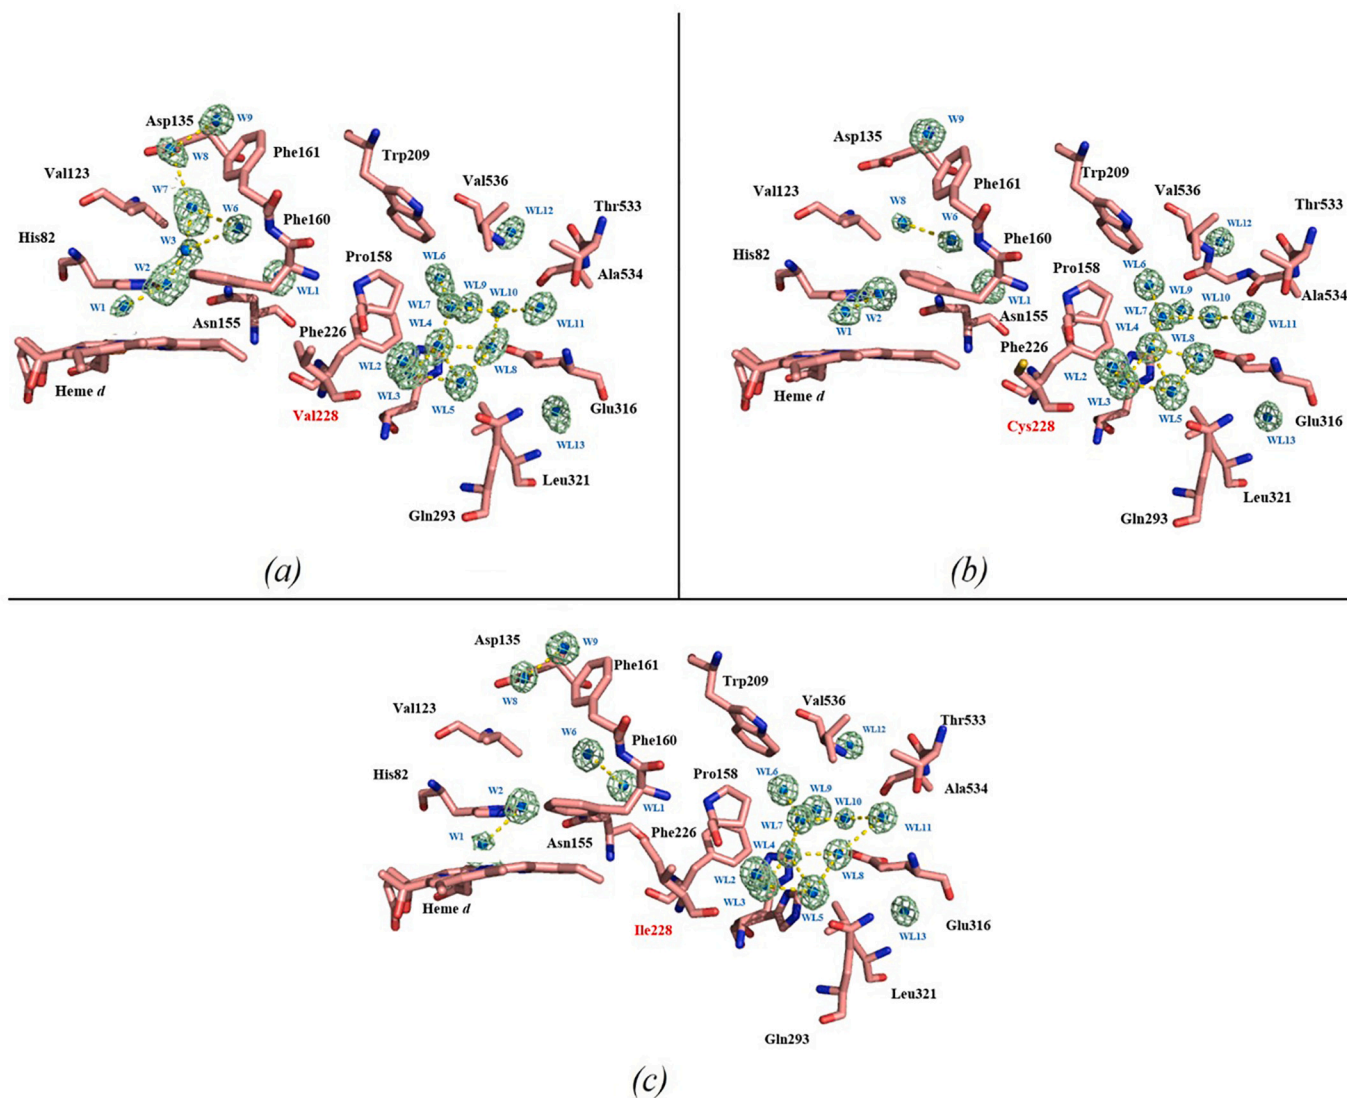 Asp135
W9
W8
Phe161
Trp209
Val123
W7
W6
Val536
Thr533
WL12
Phe160
His82
W3
Pro158
W2
WL6
Ala534
WL1
WL9
WL10
W1
WL7
WL11
Asn155
Phe226
WL4
WL2
WL8
Heme d
Val228
WL3
WL5
Glu316
WL13
Leu321
Gln293
(a)
W9
Asp135
Trp209
Phe161
Val123
W8
W6
Val536
Thr533
WL12
Phe160
His82
Pro158
WL6
WL9
WL10
Ala534
WL1
W1
W2
Asn155
WL7
WL11
WL4
Phe226
WL8
WL2
Heme d
WL3
WL5
Glu316
Cys228
WL13
Leu321
Gln293
(b)
Asp135
W9
W8
Phe161
Trp209
Val123
Val536
Thr533
W6
Phe160
WL12
His82
Pro158
W2
WL1
WL6
Ala534
WL9
WL10
W1
WL7
WL11
Asn155
Phe226
WL4
WL2
WL8
WL3
Heme d
WL5
Glu316
Ile228
WL13
Leu321
Gln293
(c)